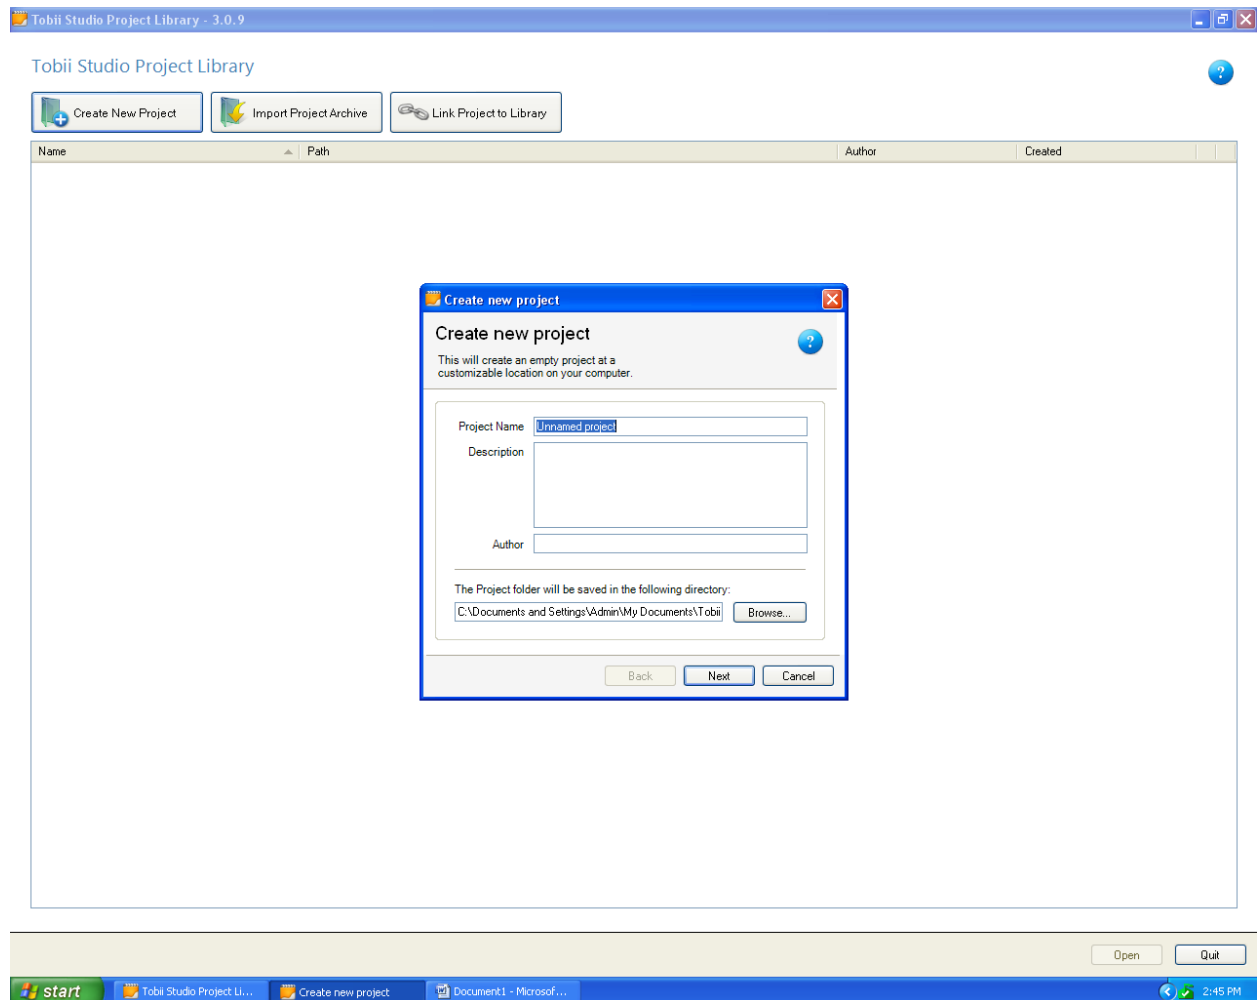 Tobii Studio Project Library - 3.0.9
Tobii Studio Project Library
?
Create New Project
Import Project Archive
Link Project to Library
Name Path Author Created
Create new project
Create new project
?
This will create an empty project at a
customizable location on your computer.
Project Name Unnamed project
Description
Author
The Project folder will be saved in the following directory:
C:\Documents and Settings\Admin\My Documents\Tobii Browse...
Back Next Cancel
Open Quit
start Tobii Studio Project Li... Create new project Document1 - Microsof... 2:45 PM